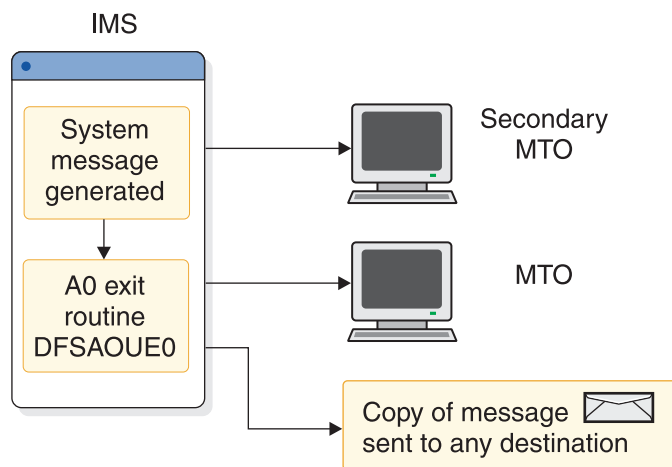 IMS
System
message
generated
A0 exit
routine
DFSAOUE0
Secondary
MTO
MTO
Copy of message
sent to any destination